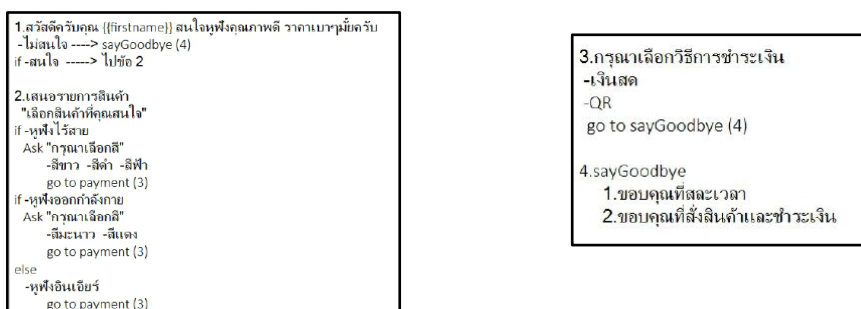 1.สวัสดีครับคุณ {{firstname}} สนใจหูฟังคุณภาพดี ราคาเบาๆมั้ยครับ
-ไม่สนใจ ----> sayGoodbye (4)
if -สนใจ -----> ไปข้อ 2
2.เสนอรายการสินค้า
"เลือกสินค้าที่คุณสนใจ"
if -หูฟังไร้สาย
Ask "กรุณาเลือกสี"
-สีขาว -สีดำ -สีฟ้า
go to payment (3)
if -หูฟังออกกำลังกาย
Ask "กรุณาเลือกสี"
-สีมะนาว -สีแดง
go to payment (3)
else
-หูฟังอินเอียร์
go to payment (3)
3.กรุณาเลือกวิธีการชำระเงิน
-เงินสด
-QR
go to sayGoodbye (4)
4.sayGoodbye
1.ขอบคุณที่สละเวลา
2.ขอบคุณที่สั่งสินค้าและชำระเงิน